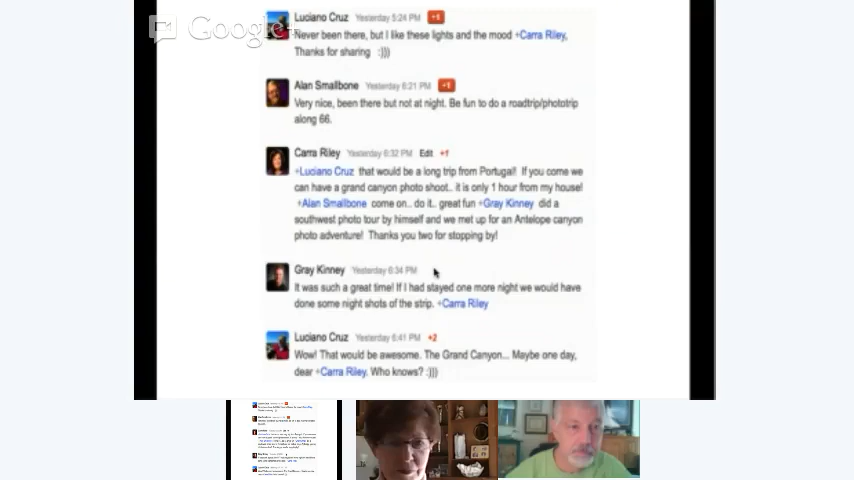 Google+
Luciano Cruz Yesterday 5:24 PM +1
Never been there, but I like these lights and the mood +Carra Riley,
Thanks for sharing :)))
Alan Smallbone Yesterday 6:21 PM +1
Very nice, been there but not at night. Be fun to do a roadtrip/phototrip
along 66.
Carra Riley Yesterday 6:32 PM Edit +1
+Luciano Cruz that would be a long trip from Portugal! If you come we
can have a grand canyon photo shoot.. it is only 1 hour from my house!
+Alan Smallbone come on.. do it.. great fun +Gray Kinney did a
southwest photo tour by himself and we met up for an Antelope canyon
photo adventure! Thanks you two for stopping by!
Gray Kinney Yesterday 6:34 PM
It was such a great time! If I had stayed one more night we would have
done some night shots of the strip. +Carra Riley
Luciano Cruz Yesterday 6:41 PM +2
Wow! That would be awesome. The Grand Canyon... Maybe one day,
dear +Carra Riley. Who knows? :)))